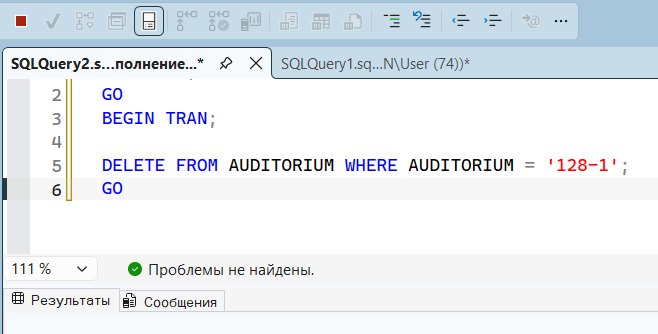 SQLQuery2.s...полнение...*
SQLQuery1.sq...N\User (74))*
2 GO
3 BEGIN TRAN;
4
5 DELETE FROM AUDITORIUM WHERE AUDITORIUM = '128-1';
6 GO
111 %
Проблемы не найдены.
Результаты
Сообщения